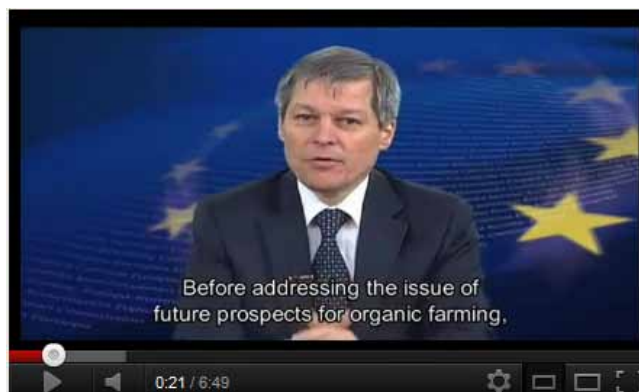 Before addressing the issue of
future prospects for organic farming,
0:21 / 6:49